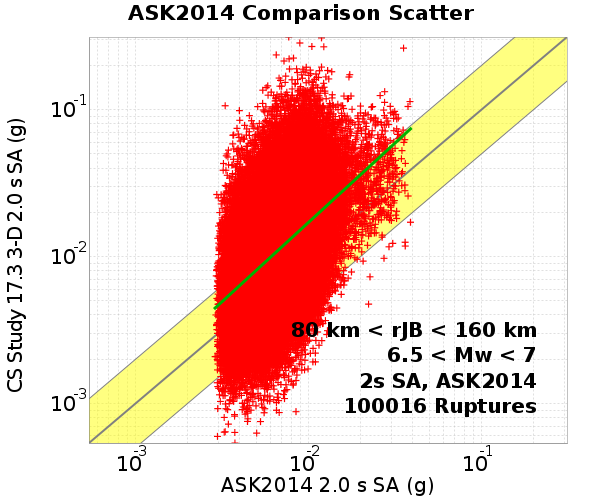 ASK2014 Comparison Scatter
CS Study 17.3 3-D 2.0 s SA (g)
10-1
10-2
10-3
80 km < rJB < 160 km
6.5 < Mw < 7
2s SA, ASK2014
100016 Ruptures
10-3 10-2 10-1
ASK2014 2.0 s SA (g)